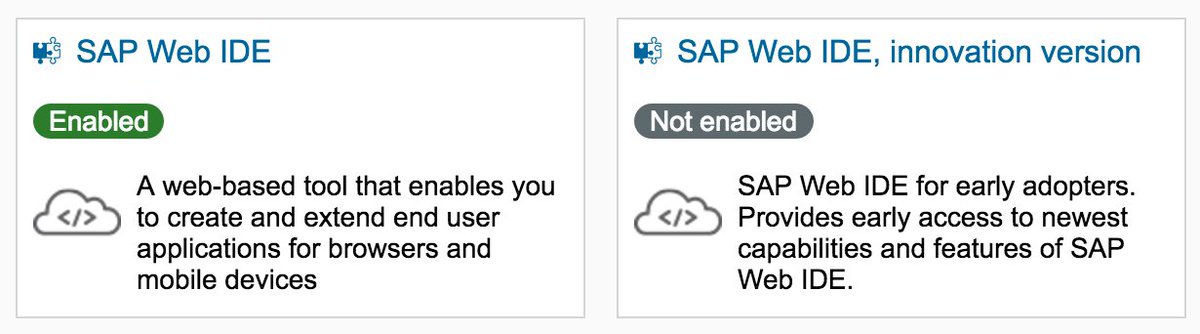 SAP Web IDE
Enabled
</>
A web-based tool that enables you
to create and extend end user
applications for browsers and
mobile devices
SAP Web IDE, innovation version
Not enabled
</>
SAP Web IDE for early adopters.
Provides early access to newest
capabilities and features of SAP
Web IDE.